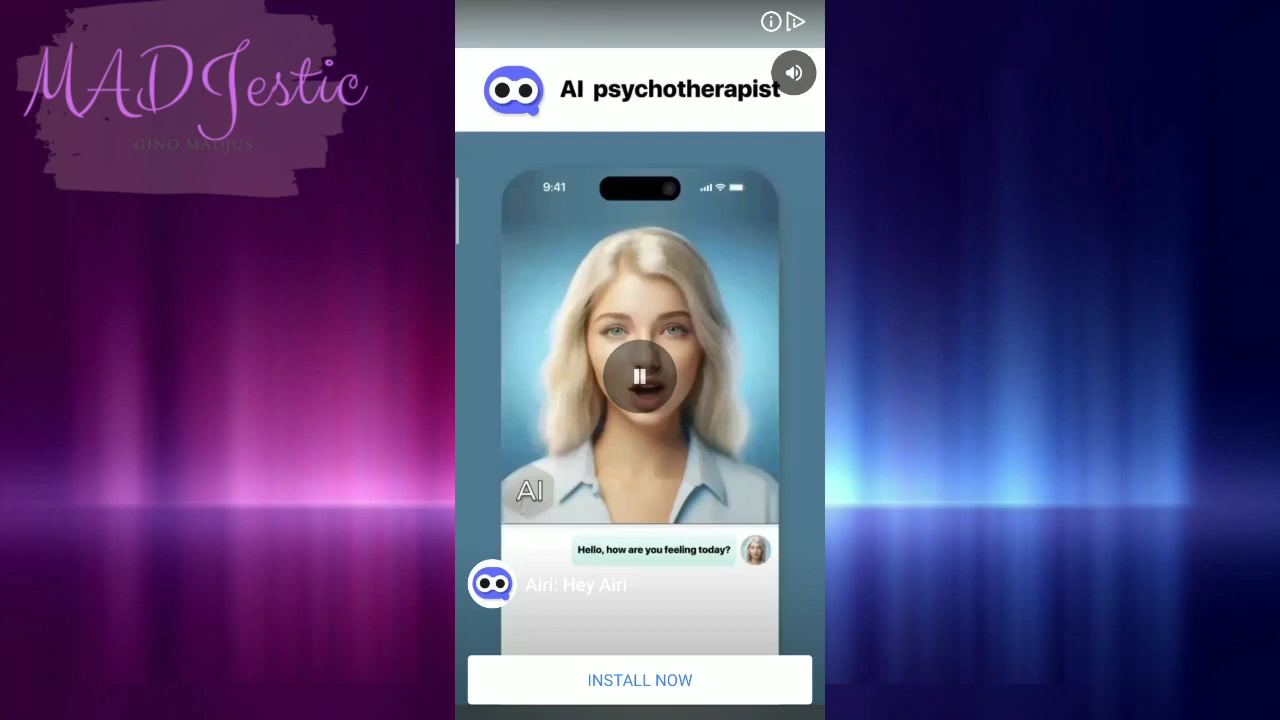 MADJestic
GINO MADJUS
AI psychotherapist
9:41
AI
Hello, how are you feeling today?
Airi: Hey Airi
INSTALL NOW